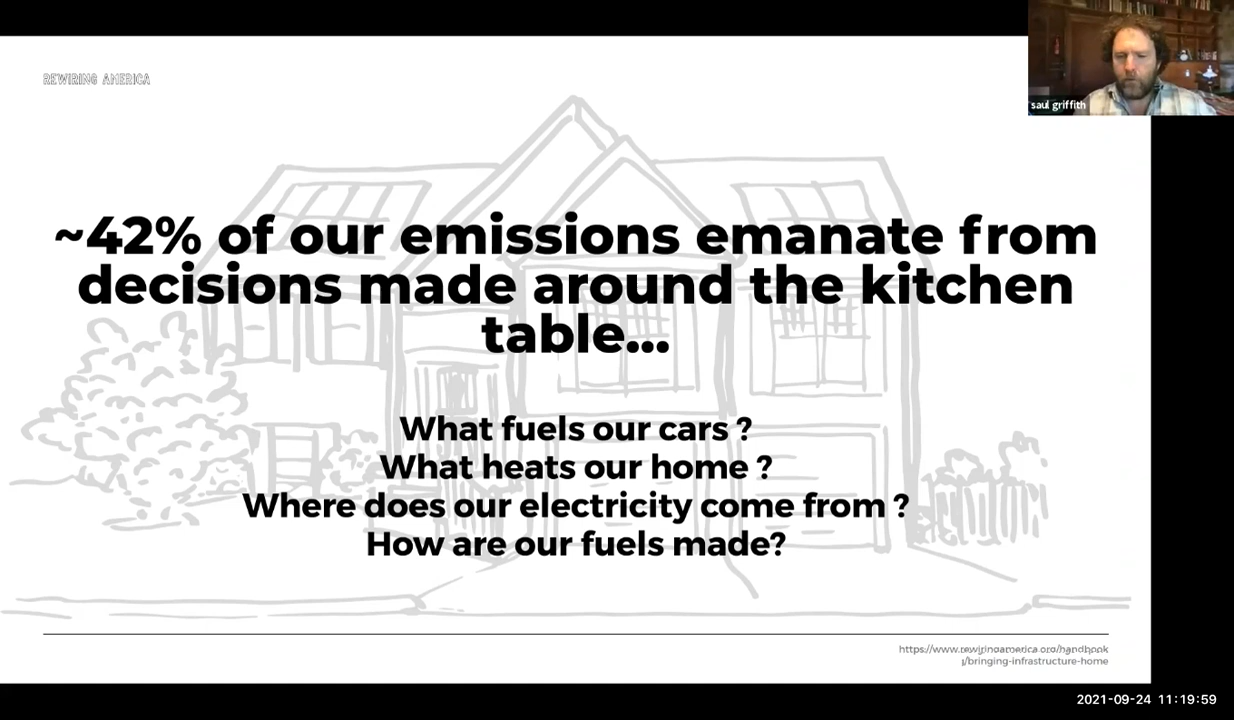 REWIRING AMERICA
saul griffith
~42% of our emissions emanate from
decisions made around the kitchen
table...
What fuels our cars ?
What heats our home ?
Where does our electricity come from ?
How are our fuels made?
https://www.rewiringamerica.org/handbook
/bringing-infrastructure-home
2021-09-24 11:19:59